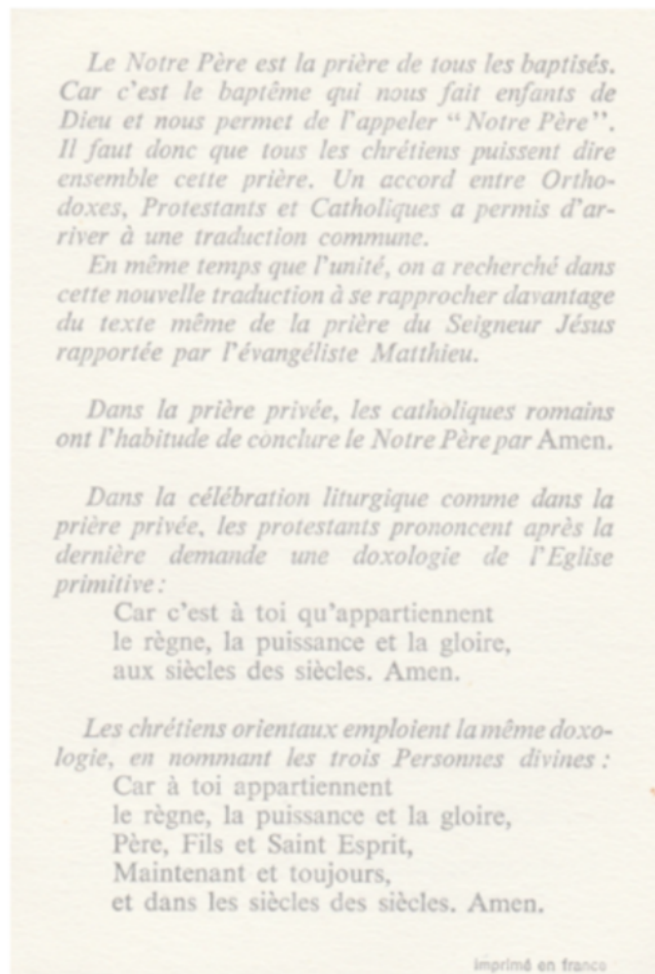 Le Notre Père est la prière de tous les baptisés.
Car c'est le baptême qui nous fait enfants de
Dieu et nous permet de l'appeler “Notre Père”.
Il faut donc que tous les chrétiens puissent dire
ensemble cette prière. Un accord entre Ortho-
doxes, Protestants et Catholiques a permis d'ar-
river à une traduction commune.
En même temps que l'unité, on a recherché dans
cette nouvelle traduction à se rapprocher davantage
du texte même de la prière du Seigneur Jésus
rapportée par l'évangéliste Matthieu.
Dans la prière privée, les catholiques romains
ont l'habitude de conclure le Notre Père par Amen.
Dans la célébration liturgique comme dans la
prière privée, les protestants prononcent après la
dernière demande une doxologie de l'Eglise
primitive :
Car c'est à toi qu'appartiennent
le règne, la puissance et la gloire,
aux siècles des siècles. Amen.
Les chrétiens orientaux emploient la même doxo-
logie, en nommant les trois Personnes divines :
Car à toi appartiennent
le règne, la puissance et la gloire,
Père, Fils et Saint Esprit,
Maintenant et toujours,
et dans les siècles des siècles. Amen.
imprimé en france